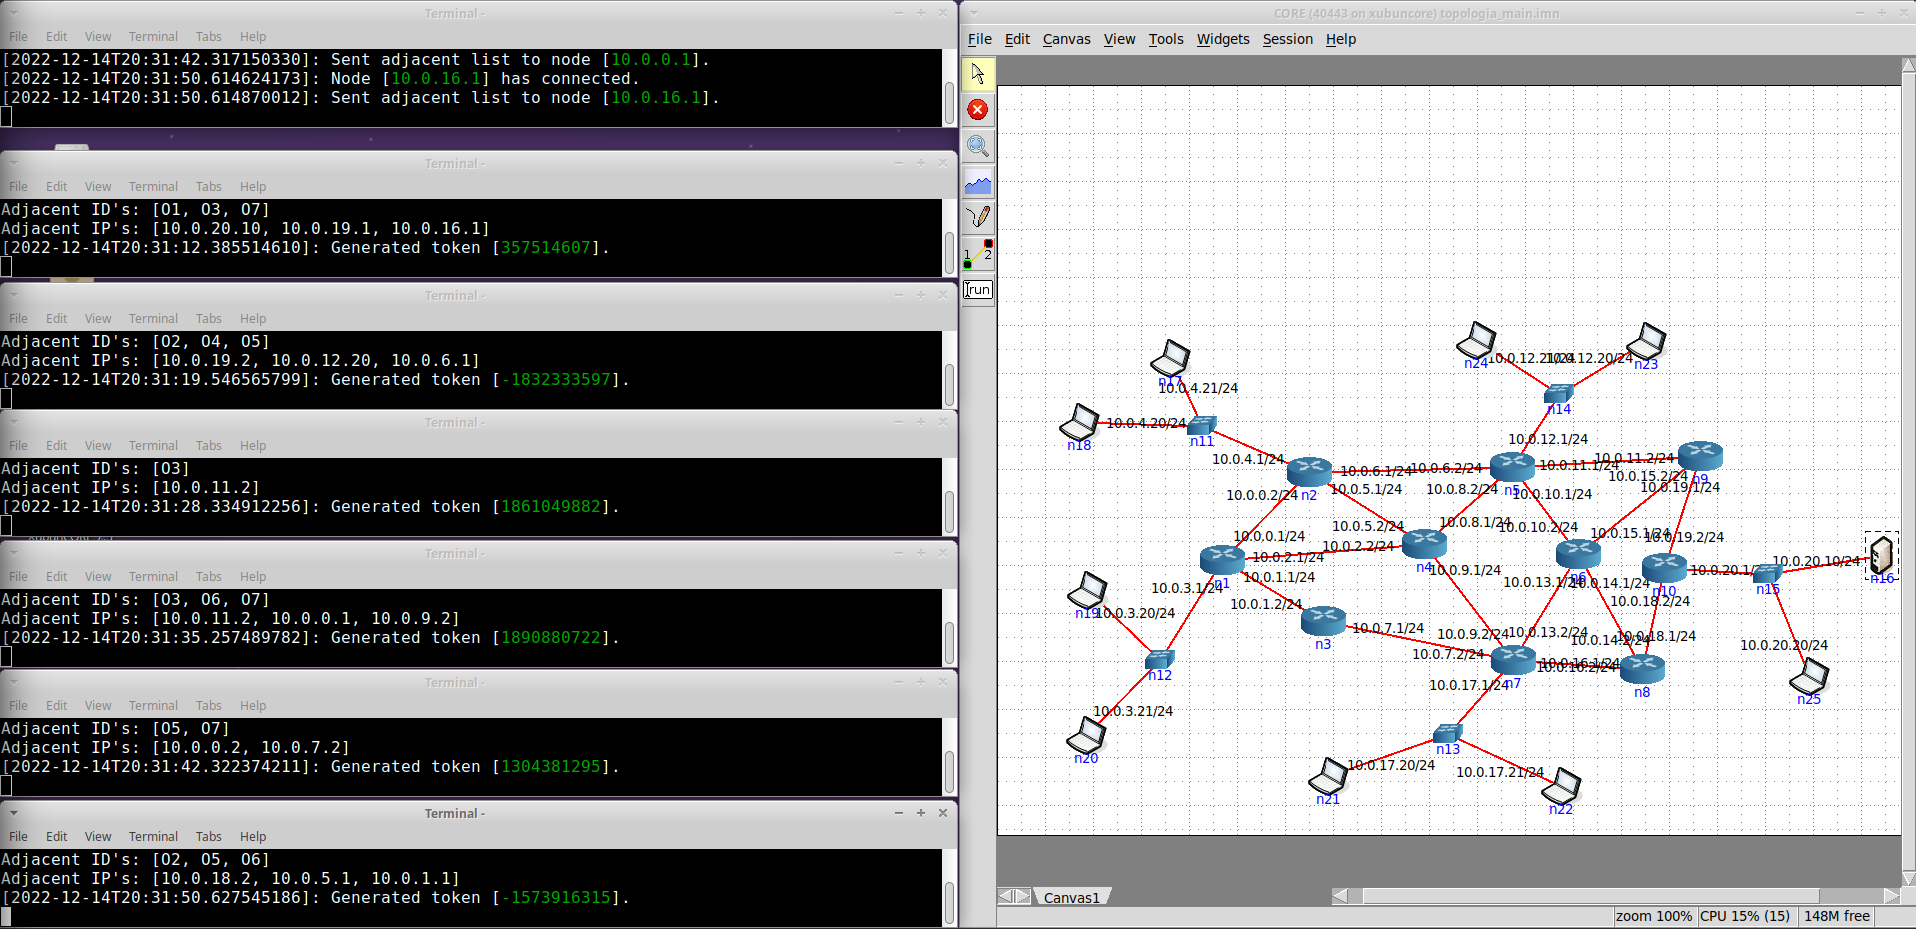 Terminal -
File Edit View Terminal Tabs Help
[2022-12-14T20:31:42.317150330]: Sent adjacent list to node [10.0.0.1].
[2022-12-14T20:31:50.614624173]: Node [10.0.16.1] has connected.
[2022-12-14T20:31:50.614870012]: Sent adjacent list to node [10.0.16.1].
Terminal -
File Edit View Terminal Tabs Help
Adjacent ID's: [O1, O3, O7]
Adjacent IP's: [10.0.20.10, 10.0.19.1, 10.0.16.1]
[2022-12-14T20:31:12.385514610]: Generated token [357514607].
Terminal -
File Edit View Terminal Tabs Help
Adjacent ID's: [O2, O4, O5]
Adjacent IP's: [10.0.19.2, 10.0.12.20, 10.0.6.1]
[2022-12-14T20:31:19.546565799]: Generated token [-1832333597].
Terminal -
File Edit View Terminal Tabs Help
Adjacent ID's: [O3]
Adjacent IP's: [10.0.11.2]
[2022-12-14T20:31:28.334912256]: Generated token [1861049882].
Terminal -
File Edit View Terminal Tabs Help
Adjacent ID's: [O3, O6, O7]
Adjacent IP's: [10.0.11.2, 10.0.0.1, 10.0.9.2]
[2022-12-14T20:31:35.257489782]: Generated token [1890880722].
Terminal -
File Edit View Terminal Tabs Help
Adjacent ID's: [O5, O7]
Adjacent IP's: [10.0.0.2, 10.0.7.2]
[2022-12-14T20:31:42.322374211]: Generated token [1304381295].
Terminal -
File Edit View Terminal Tabs Help
Adjacent ID's: [O2, O5, O6]
Adjacent IP's: [10.0.18.2, 10.0.5.1, 10.0.1.1]
[2022-12-14T20:31:50.627545186]: Generated token [-1573916315].
CORE (40443 on xubuncore) topologia_main.imn
File Edit Canvas View Tools Widgets Session Help
1 2
run
n24
10.0.12.20/24
n23
n17
10.0.4.21/24
n14
n18
10.0.4.20/24
n11
10.0.12.1/24
10.0.4.1/24
10.0.6.1/24
10.0.6.2/24
10.0.11.1/24
10.0.11.2/24
n9
10.0.15.2/24
10.0.0.2/24
n2
10.0.5.1/24
10.0.8.2/24
n5
10.0.10.1/24
10.0.19.1/24
10.0.5.2/24
10.0.8.1/24
10.0.10.2/24
10.0.15.1/24
10.0.19.2/24
10.0.0.1/24
10.0.2.1/24
10.0.2.2/24
n4
10.0.9.1/24
10.0.20.1/24
10.0.20.10/24
n16
n1
10.0.1.1/24
10.0.3.1/24
10.0.13.1/24
n6
10.0.14.1/24
n10
n15
10.0.1.2/24
10.0.18.2/24
n19
10.0.3.20/24
n3
10.0.7.1/24
10.0.9.2/24
10.0.13.2/24
10.0.14.2/24
10.0.18.1/24
10.0.20.20/24
10.0.7.2/24
10.0.16.1/24
10.0.16.2/24
n12
10.0.17.1/24
n7
n8
n25
10.0.3.21/24
n20
n13
10.0.17.20/24
10.0.17.21/24
n21
n22
Canvas1
zoom 100% CPU 15% (15) 148M free